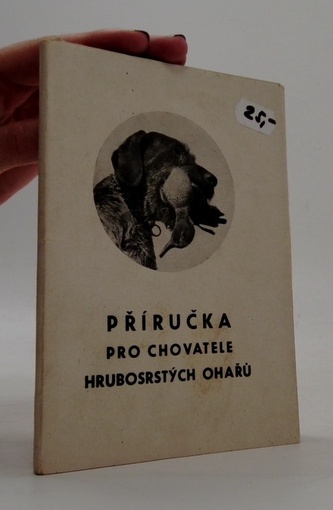 25,-
PŘÍRUČKA
PRO CHOVATELE
HRUBOSRSTÝCH OHAŘŮ